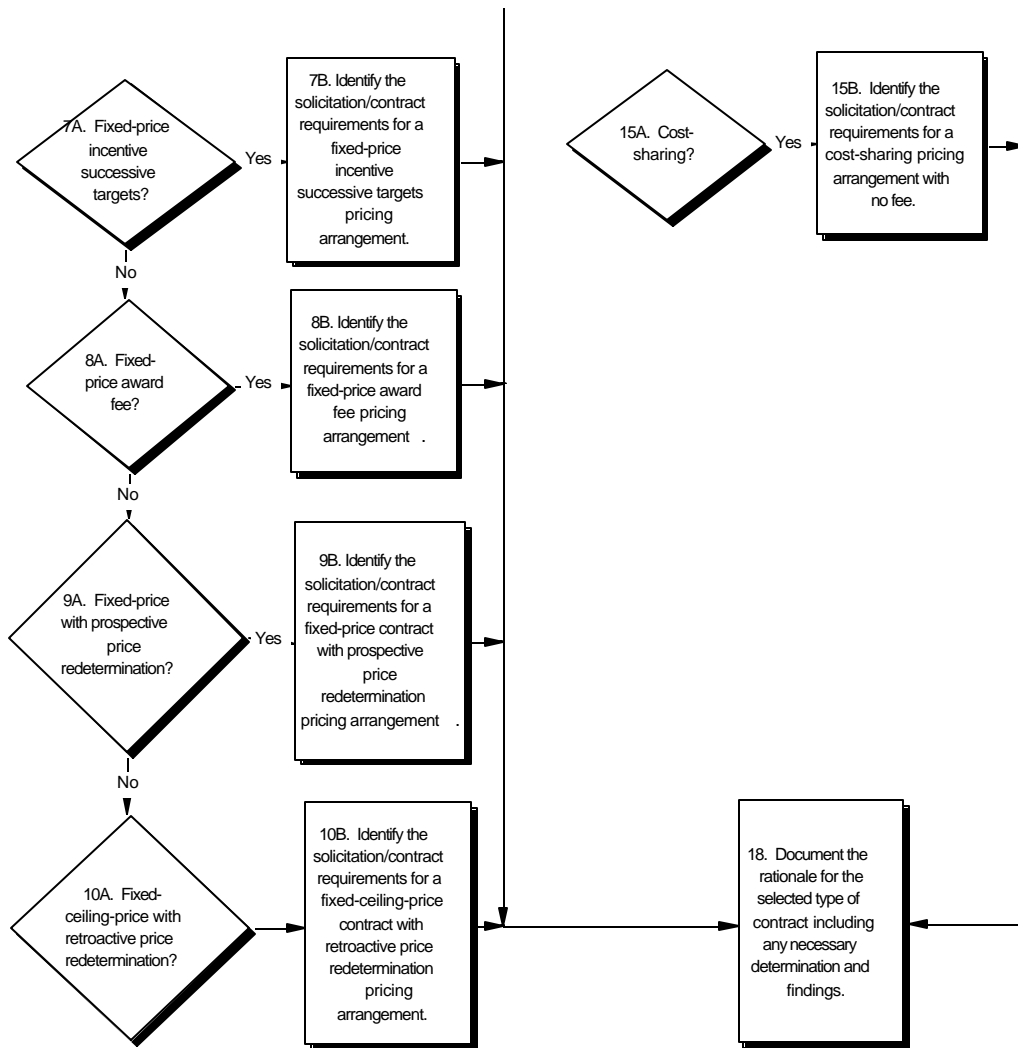 7A. Fixed-price
incentive
successive
targets?
Yes
7B. Identify the
solicitation/contract
requirements for a
fixed-price
incentive
successive targets
pricing
arrangement.
15A. Cost-
sharing?
Yes
15B. Identify the
solicitation/contract
requirements for a
cost-sharing pricing
arrangement with
no fee.
No
8A. Fixed-
price award
fee?
Yes
8B. Identify the
solicitation/contract
requirements for a
fixed-price award
fee pricing
arrangement .
No
9A. Fixed-price
with prospective
price
redetermination?
Yes
9B. Identify the
solicitation/contract
requirements for a
fixed-price contract
with prospective
price
redetermination
pricing arrangement .
No
10A. Fixed-
ceiling-price with
retroactive price
redetermination?
10B. Identify the
solicitation/contract
requirements for a
fixed-ceiling-price
contract with
retroactive price
redetermination
pricing
arrangement.
18. Document the
rationale for the
selected type of
contract including
any necessary
determination and
findings.